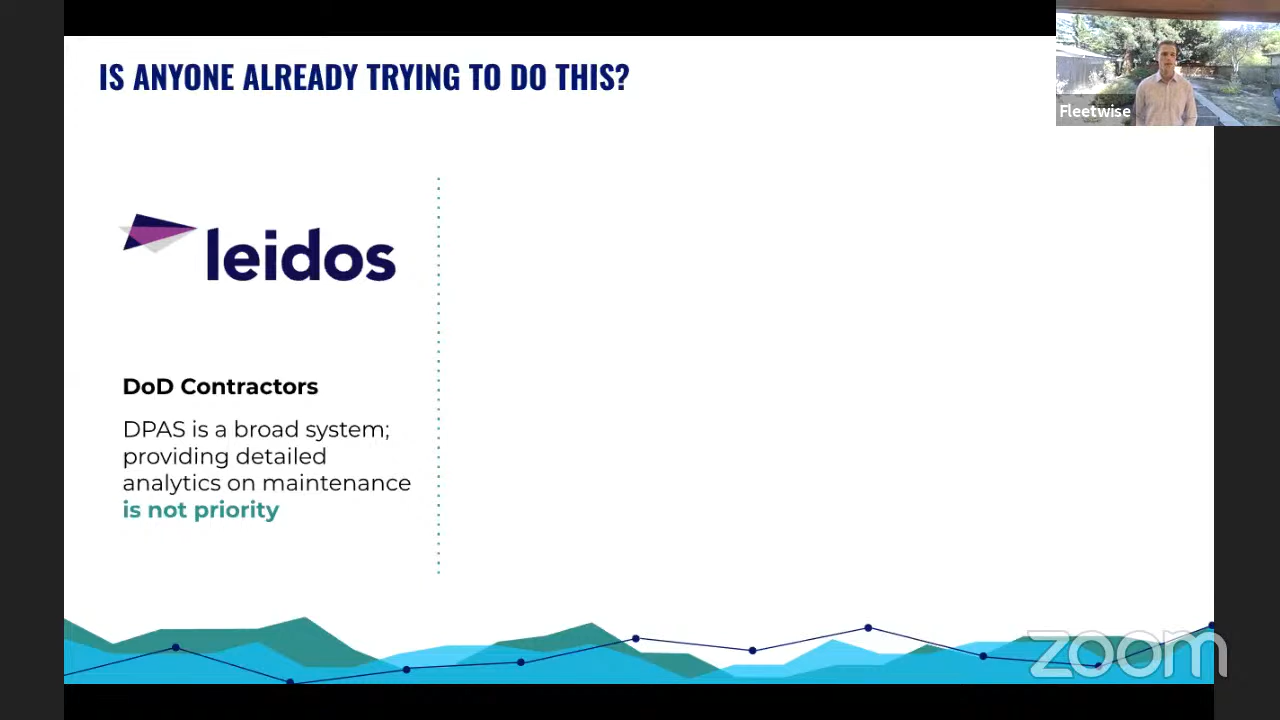 IS ANYONE ALREADY TRYING TO DO THIS?
Fleetwise
leidos
DoD Contractors
DPAS is a broad system;
providing detailed
analytics on maintenance
is not priority
zoom